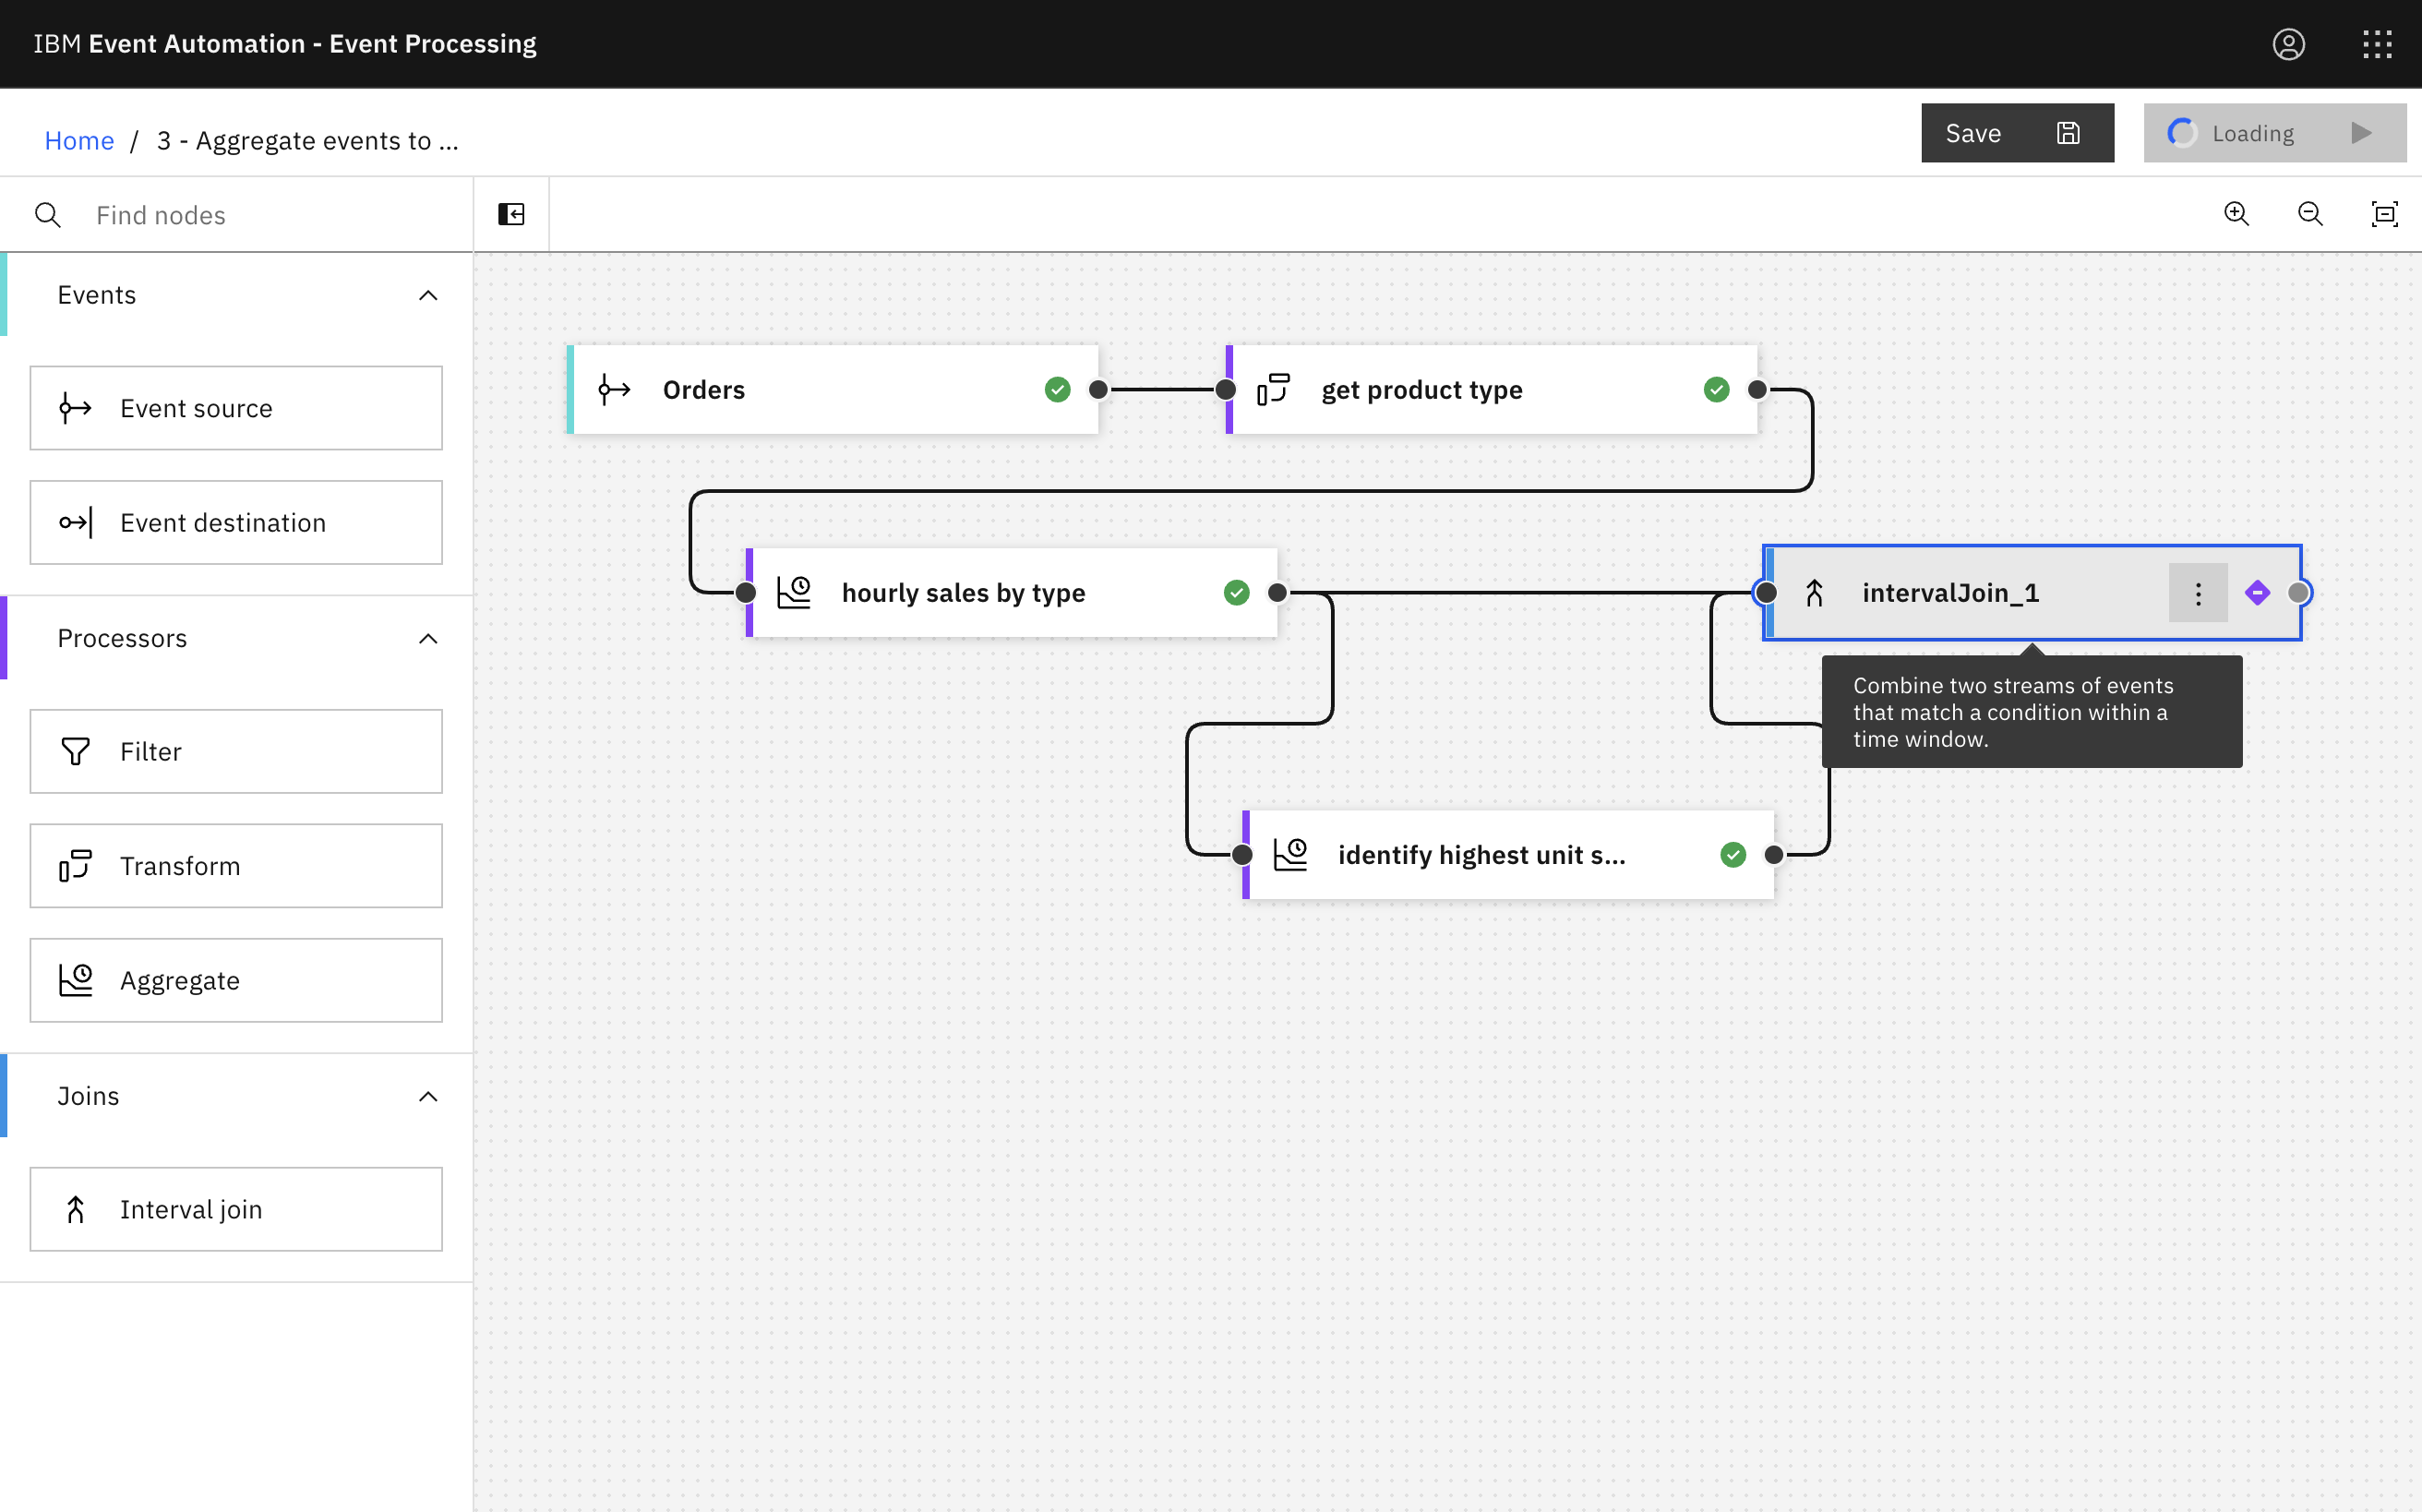 IBM Event Automation - Event Processing
Home / 3 - Aggregate events to ...
Save
Loading
Find nodes
Events
Event source
Event destination
Processors
Filter
Transform
Aggregate
Joins
Interval join
Orders
get product type
hourly sales by type
intervalJoin_1
Combine two streams of events
that match a condition within a
time window.
identify highest unit s...